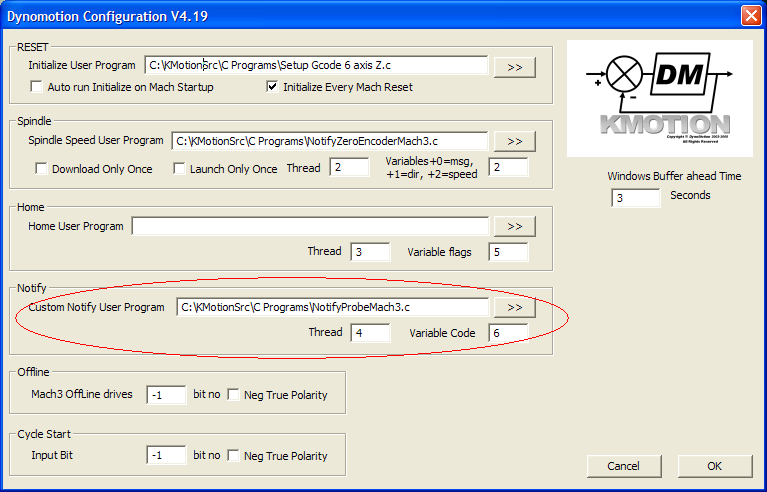 Dynomotion Configuration V4.19
RESET
Initialize User Program C:\KMotionSrc\C Programs\Setup Gcode 6 axis Z.c >>
Auto run Initialize on Mach Startup Initialize Every Mach Reset
Spindle
Spindle Speed User Program C:\KMotionSrc\C Programs\NotifyZeroEncoderMach3.c >>
Download Only Once Launch Only Once Thread 2 Variables+0=msg, +1=dir, +2=speed 2
Home
Home User Program >>
Thread 3 Variable flags 5
Notify
Custom Notify User Program C:\KMotionSrc\C Programs\NotifyProbeMach3.c >>
Thread 4 Variable Code 6
Offline
Mach3 OffLine drives -1 bit no Neg True Polarity
Cycle Start
Input Bit -1 bit no Neg True Polarity
+ - DM
KMOTION
Copyright © DynoMotion 2002-2005
All Rights Reserved
Windows Buffer ahead Time
3 Seconds
Cancel OK